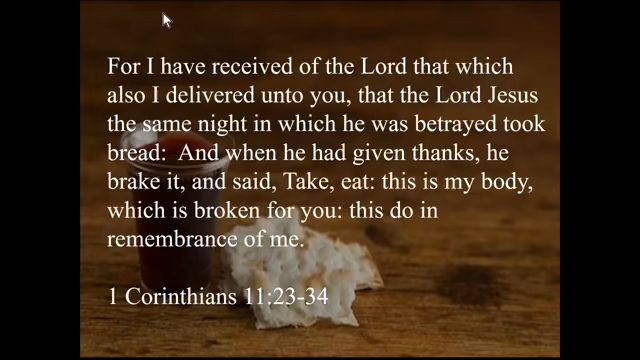 For I have received of the Lord that which
also I delivered unto you, that the Lord Jesus
the same night in which he was betrayed took
bread:  And when he had given thanks, he
brake it, and said, Take, eat: this is my body,
which is broken for you: this do in
remembrance of me.
1 Corinthians 11:23-34